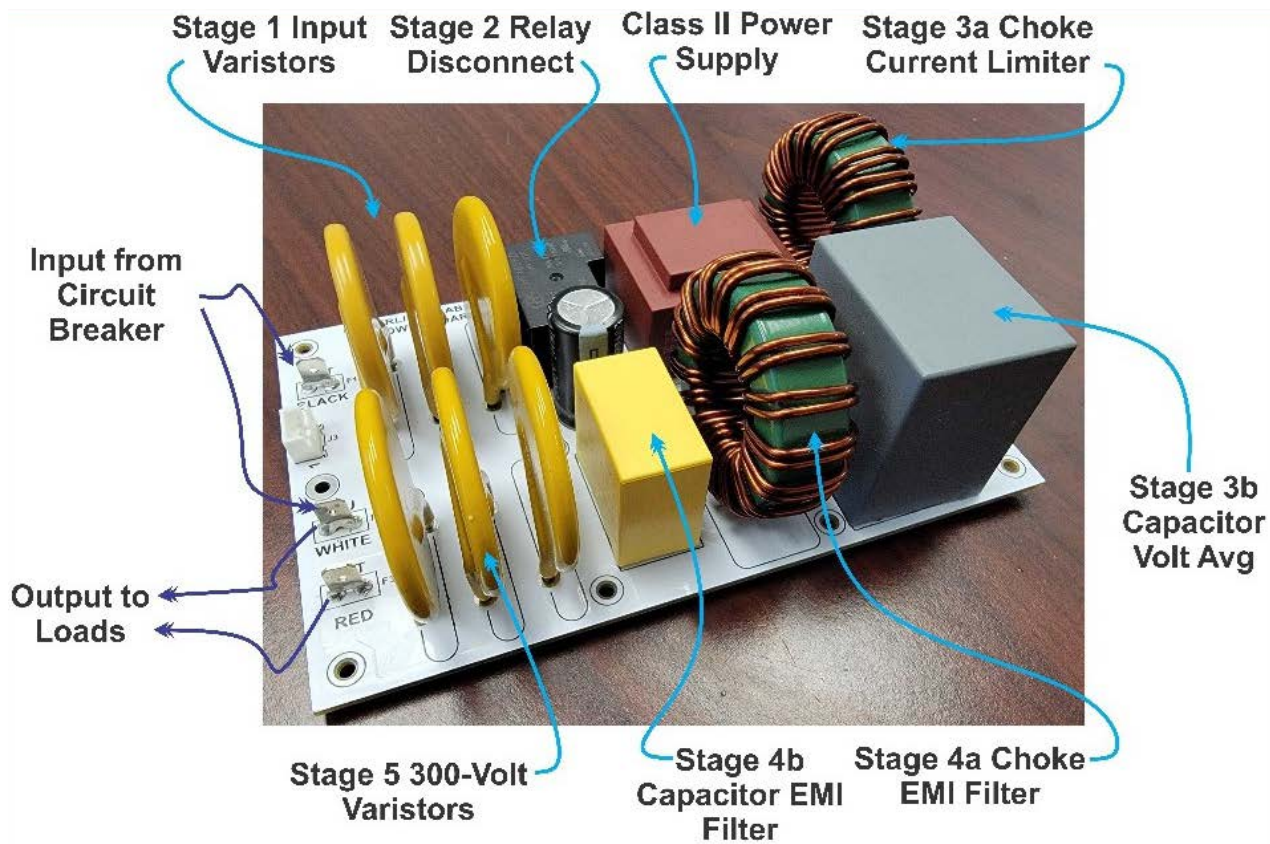 Stage 1 Input
Varistors
Stage 2 Relay
Disconnect
Class II Power
Supply
Stage 3a Choke
Current Limiter
Input from
Circuit
Breaker
BLACK
J3
1
WHITE
RED
Output to
Loads
Stage 3b
Capacitor
Volt Avg
Stage 5 300-Volt
Varistors
Stage 4b
Capacitor EMI
Filter
Stage 4a Choke
EMI Filter